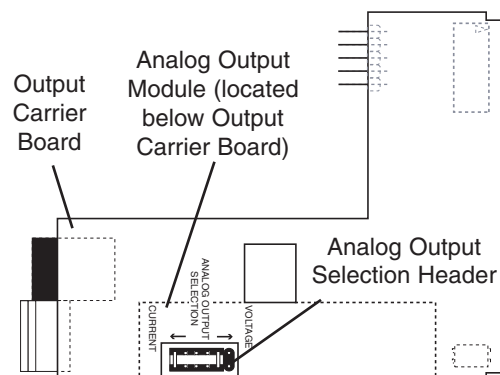 Output
Carrier
Board
Analog Output
Module (located
below Output
Carrier Board)
Analog Output
Selection Header
CURRENT
ANALOG OUTPUT
SELECTION
VOLTAGE